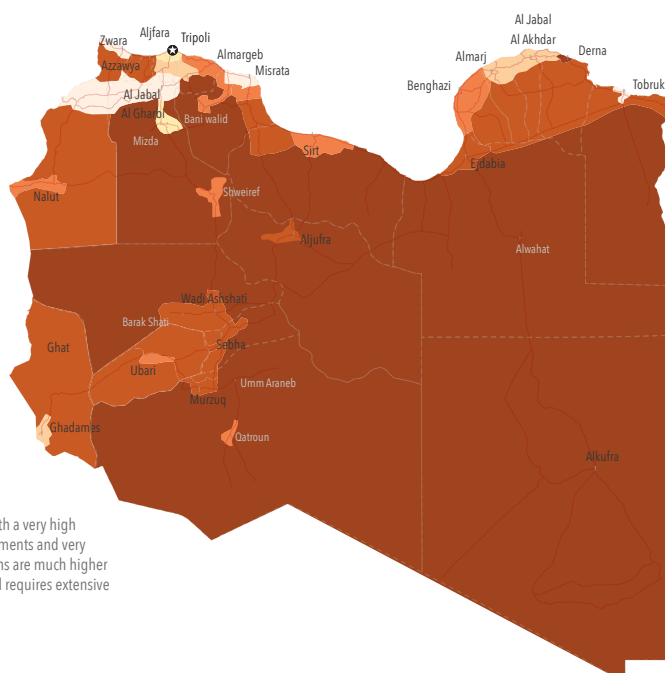 Al Jabal
Al Akhdar
Aljfara
Tripoli
Zwara
Almargeb
Almarj
Derna
Azzawya
Misrata
Benghazi
Tobruk
Al Jabal
Al Gharbi
Bani walid
Mizda
Sirt
Ejdabia
Nalut
Shweiref
Aljufra
Alwahat
Wadi Ashshati
Barak Shati
Ghat
Sebha
Ubari
Umm Araneb
Murzuq
Ghadames
Qatroun
Alkufra
th a very high
ments and very
ns are much higher
requires extensive